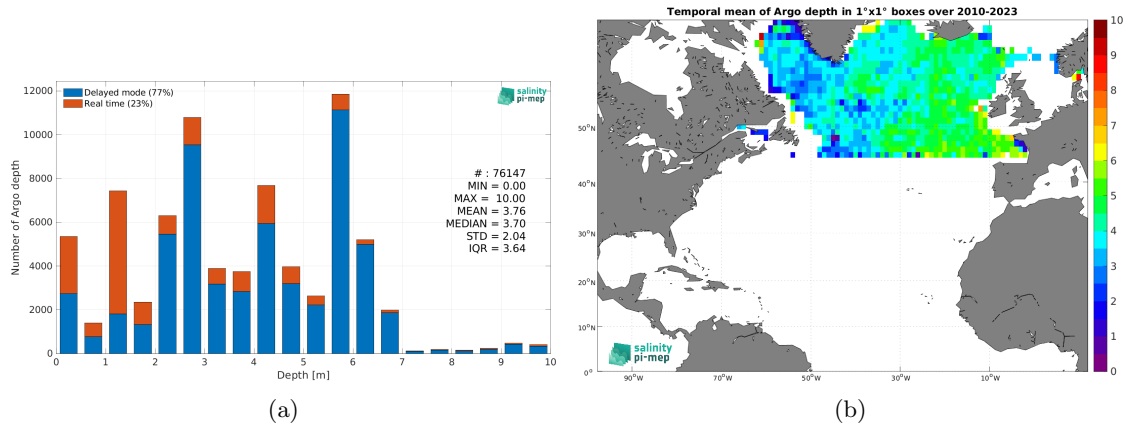 Delayed mode (77%)
Real time (23%)
salinity
pi-mep
12000
10000
8000
6000
4000
2000
0
Number of Argo depth
# : 76147
MIN = 0.00
MAX = 10.00
MEAN = 3.76
MEDIAN = 3.70
STD = 2.04
IQR = 3.64
0 1 2 3 4 5 6 7 8 9 10
Depth [m]
(a)
Temporal mean of Argo depth in 1°x1° boxes over 2010-2023
50°N
40°N
30°N
20°N
10°N
0°
90°W 70°W 50°W 30°W 10°W
salinity
pi-mep
10
9
8
7
6
5
4
3
2
1
0
(b)